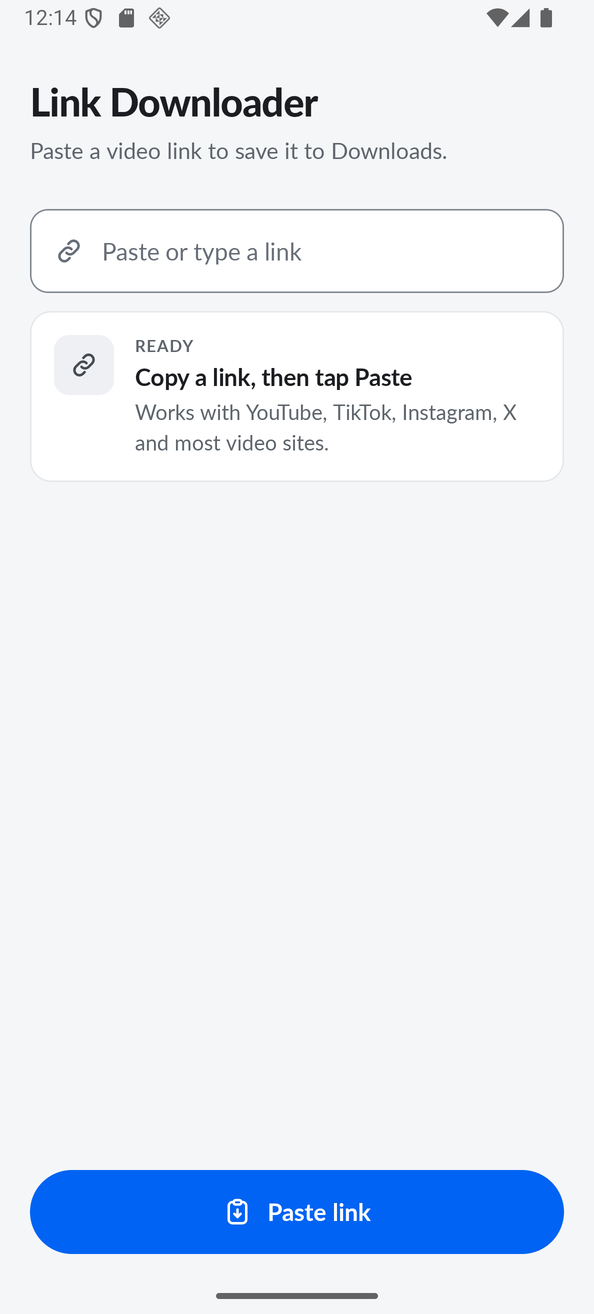 12:14
Link Downloader
Paste a video link to save it to Downloads.
Paste or type a link
READY
Copy a link, then tap Paste
Works with YouTube, TikTok, Instagram, X
and most video sites.
Paste link